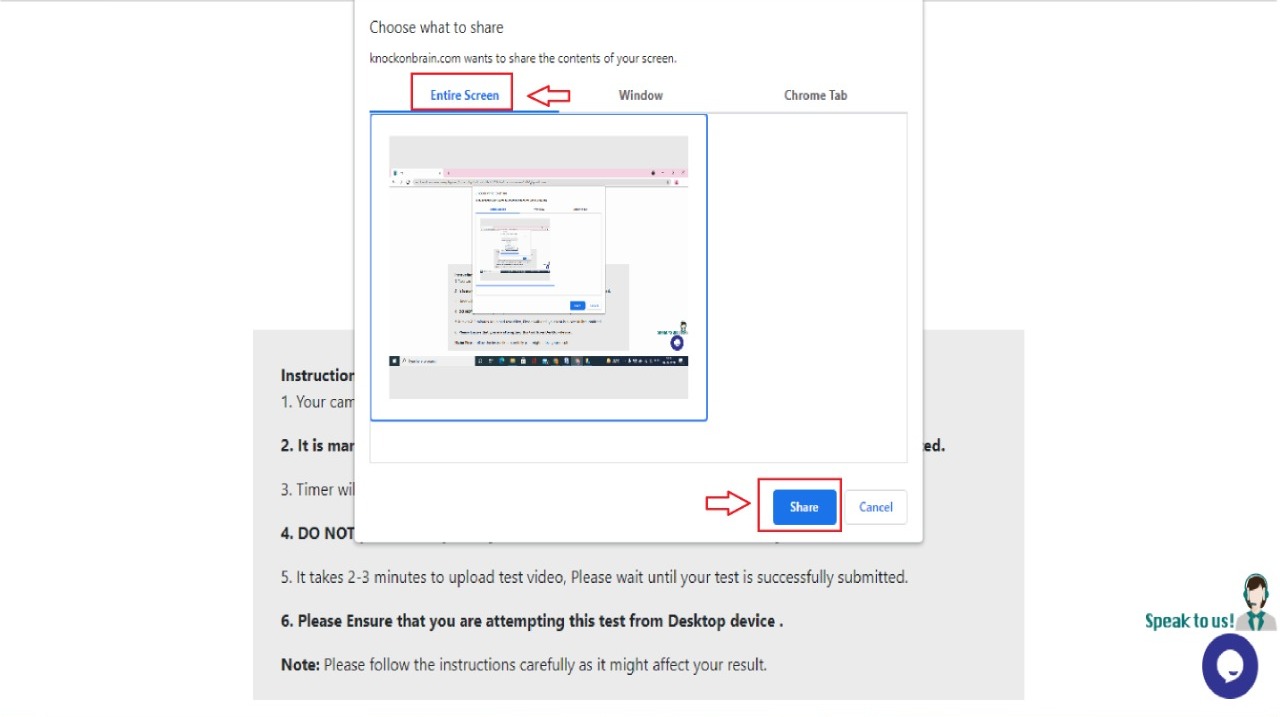 Choose what to share
knockonbrain.com wants to share the contents of your screen.
Entire Screen Window Chrome Tab
Instruction
1. Your cam
2. It is mar ed.
3. Timer wil
4. DO NOT
Share Cancel
5. It takes 2-3 minutes to upload test video, Please wait until your test is successfully submitted.
6. Please Ensure that you are attempting this test from Desktop device .
Note: Please follow the instructions carefully as it might affect your result.
Speak to us!